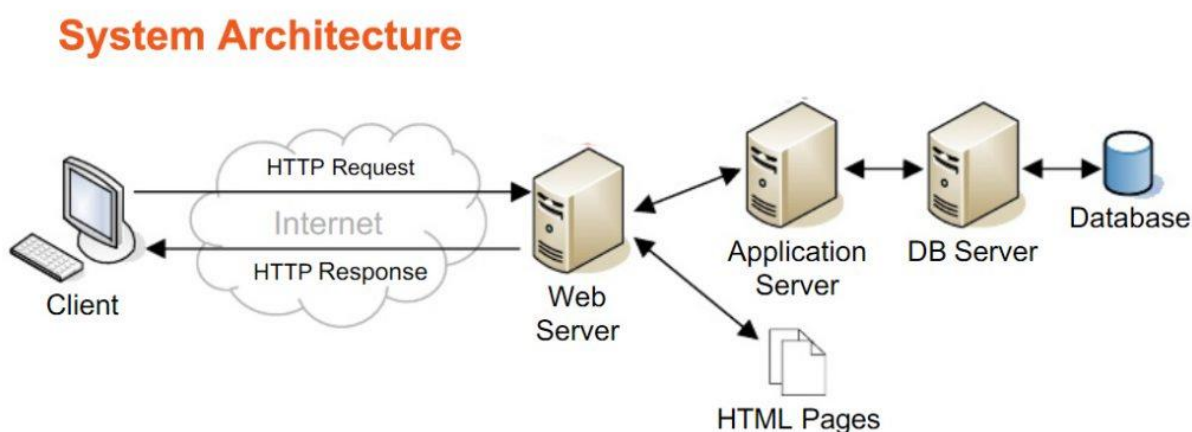 System Architecture
HTTP Request
Internet
HTTP Response
Client
Web
Server
Application
Server
DB Server
Database
HTML Pages